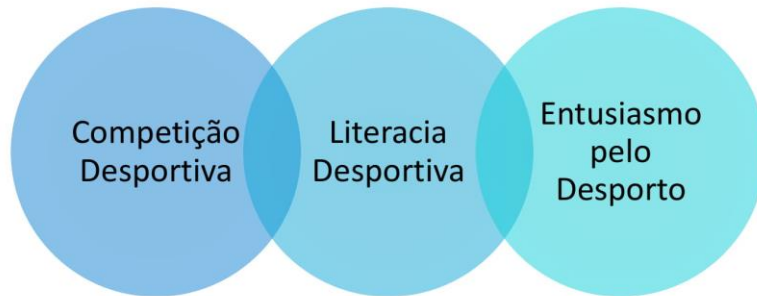 Competição
Desportiva
Literacia
Desportiva
Entusiasmo
pelo
Desporto